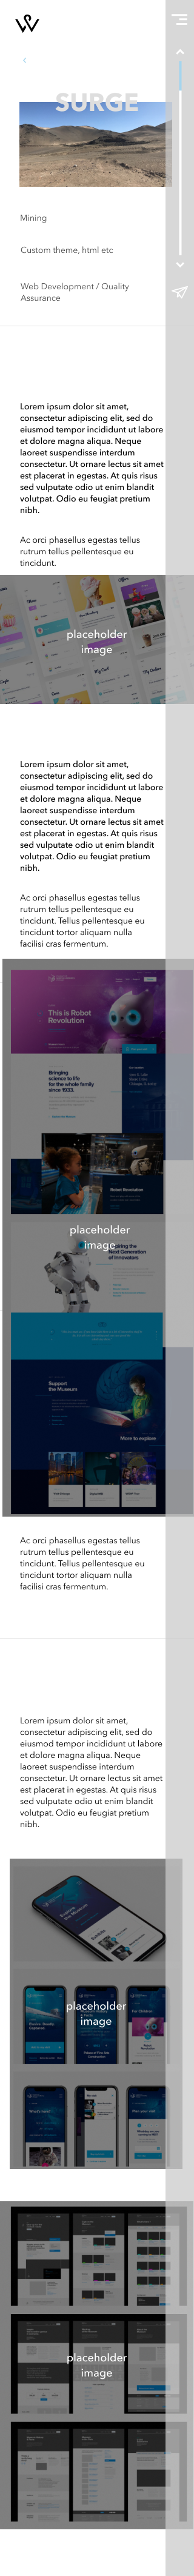 SURGE
Mining
Custom theme, html etc
Web Development / Quality
Assurance
Lorem ipsum dolor sit amet,
consectetur adipiscing elit, sed do
eiusmod tempor incididunt ut labore
et dolore magna aliqua. Neque
laoreet suspendisse interdum
consectetur. Ut ornare lectus sit amet
est placerat in egestas. At quis risus
sed vulputate odio ut enim blandit
volutpat. Odio eu feugiat pretium
nibh.
Ac orci phasellus egestas tellus
rutrum tellus pellentesque eu
tincidunt.
placeholder
image
Lorem ipsum dolor sit amet,
consectetur adipiscing elit, sed do
eiusmod tempor incididunt ut labore
et dolore magna aliqua. Neque
laoreet suspendisse interdum
consectetur. Ut ornare lectus sit amet
est placerat in egestas. At quis risus
sed vulputate odio ut enim blandit
volutpat. Odio eu feugiat pretium
nibh.
Ac orci phasellus egestas tellus
rutrum tellus pellentesque eu
tincidunt. Tellus pellentesque eu
tincidunt tortor aliquam nulla
facilisi cras fermentum.
This is Robot
Revolution
Bringing
science to life
for the whole family
since 1933.
Robot Revolution
placeholder
image
Inspiring the
Next Generation
of Innovators
Support
the Museum
More to explore
Ac orci phasellus egestas tellus
rutrum tellus pellentesque eu
tincidunt. Tellus pellentesque eu
tincidunt tortor aliquam nulla
facilisi cras fermentum.
Lorem ipsum dolor sit amet,
consectetur adipiscing elit, sed do
eiusmod tempor incididunt ut labore
et dolore magna aliqua. Neque
laoreet suspendisse interdum
consectetur. Ut ornare lectus sit amet
est placerat in egestas. At quis risus
sed vulputate odio ut enim blandit
volutpat. Odio eu feugiat pretium
nibh.
Explore
the Museum
placeholder
image
placeholder
image